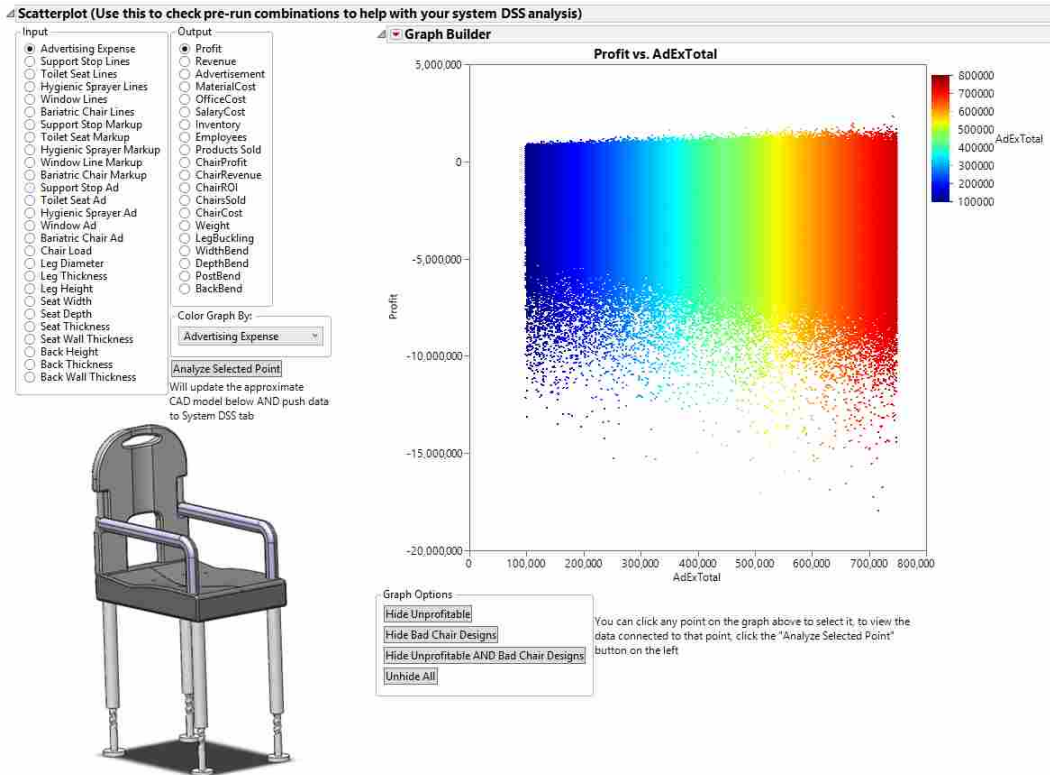 Scatterplot (Use this to check pre-run combinations to help with your system DSS analysis)
Input
Advertising Expense
Support Stop Lines
Toilet Seat Lines
Hygienic Sprayer Lines
Window Lines
Bariatric Chair Lines
Support Stop Markup
Toilet Seat Markup
Hygienic Sprayer Markup
Window Line Markup
Bariatric Chair Markup
Support Stop Ad
Toilet Seat Ad
Hygienic Sprayer Ad
Window Ad
Bariatric Chair Ad
Chair Load
Leg Diameter
Leg Thickness
Leg Height
Seat Width
Seat Depth
Seat Thickness
Seat Wall Thickness
Back Height
Back Thickness
Back Wall Thickness
Output
Profit
Revenue
Advertisement
MaterialCost
OfficeCost
SalaryCost
Inventory
Employees
Products Sold
ChairProfit
ChairRevenue
ChairROI
ChairsSold
ChairCost
Weight
LegBuckling
WidthBend
DepthBend
PostBend
BackBend
Color Graph By:
Advertising Expense
Analyze Selected Point
Will update the approximate
CAD model below AND push data
to System DSS tab
Graph Builder
Profit vs. AdExTotal
5,000,000
0
-5,000,000
-10,000,000
-15,000,000
-20,000,000
Profit
0
100,000
200,000
300,000
400,000
500,000
600,000
700,000
800,000
AdExTotal
800000
700000
600000
500000
400000
300000
200000
100000
AdExTotal
Graph Options
Hide Unprofitable
Hide Bad Chair Designs
Hide Unprofitable AND Bad Chair Designs
Unhide All
You can click any point on the graph above to select it, to view the
data connected to that point, click the "Analyze Selected Point"
button on the left